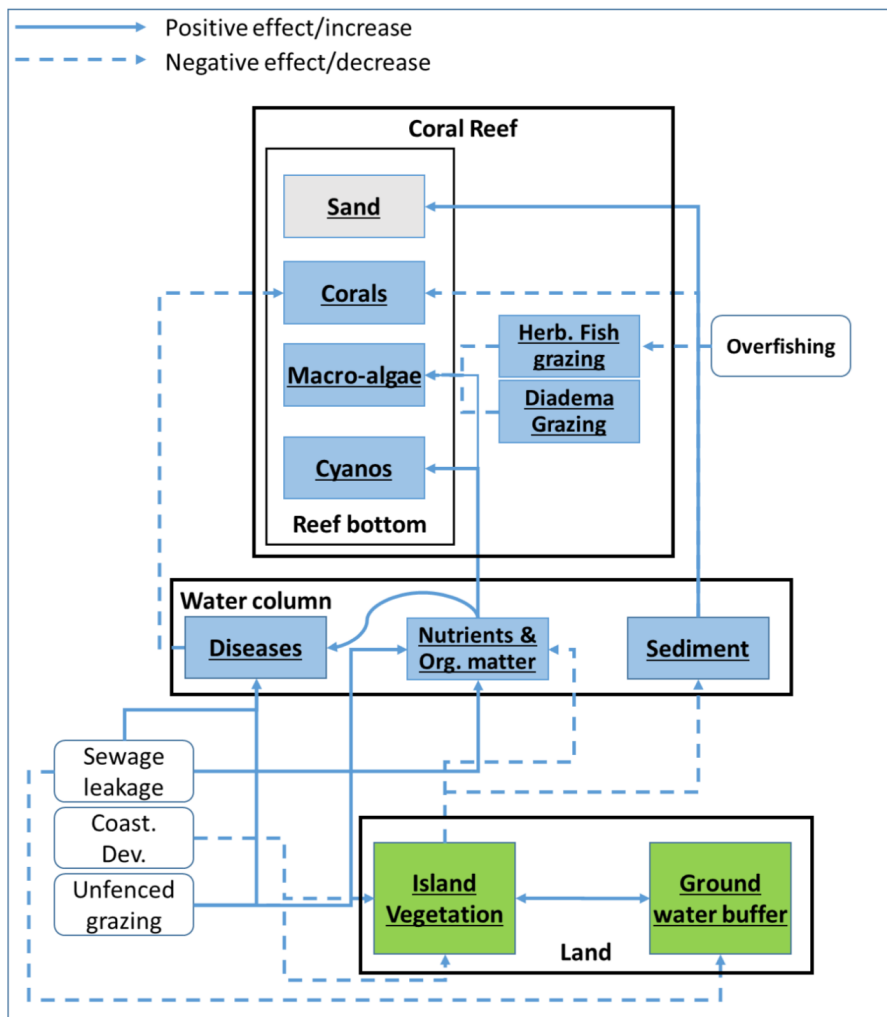 Positive effect/increase
Negative effect/decrease
Coral Reef
Sand
Corals
Herb. Fish
grazing
Overfishing
Macro-algae
Diadema
Grazing
Cyanos
Reef bottom
Water column
Diseases
Nutrients &
Org. matter
Sediment
Sewage
leakage
Coast.
Dev.
Unfenced
grazing
Island
Vegetation
Ground
water buffer
Land